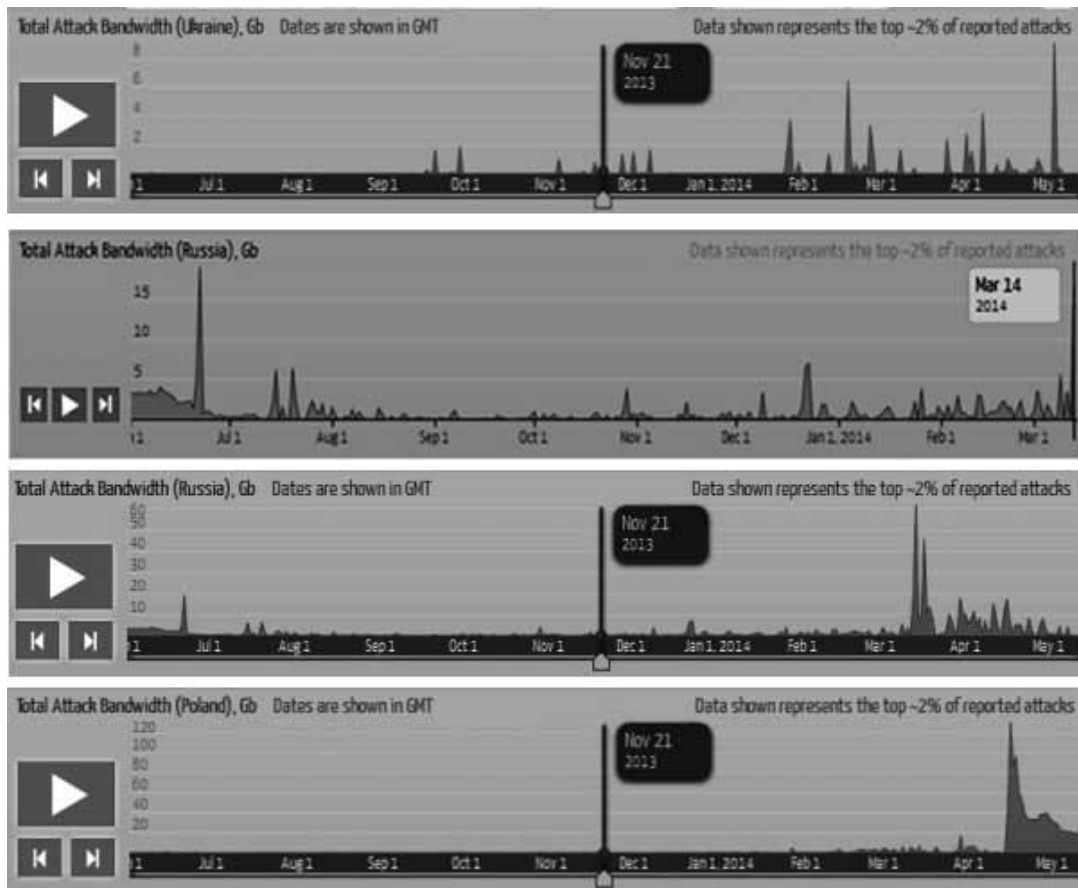 Total Attack Bandwidth (Ukraine), Gb Dates are shown in GMT Data shown represents the top ~2% of reported attacks
8
6
4
2
Nov 21
2013
1 Jul 1 Aug 1 Sep 1 Oct 1 Nov 1 Dec 1 Jan 1, 2014 Feb 1 Mar 1 Apr 1 May 1
Total Attack Bandwidth (Russia), Gb Data shown represents the top ~2% of reported attacks
15
10
5
Mar 14
2014
1 Jul 1 Aug 1 Sep 1 Oct 1 Nov 1 Dec 1 Jan 1, 2014 Feb 1 Mar 1
Total Attack Bandwidth (Russia), Gb Dates are shown in GMT Data shown represents the top ~2% of reported attacks
60
50
40
30
20
10
Nov 21
2013
1 Jul 1 Aug 1 Sep 1 Oct 1 Nov 1 Dec 1 Jan 1, 2014 Feb 1 Mar 1 Apr 1 May 1
Total Attack Bandwidth (Poland), Gb Dates are shown in GMT Data shown represents the top ~2% of reported attacks
120
100
80
60
40
20
Nov 21
2013
1 Jul 1 Aug 1 Sep 1 Oct 1 Nov 1 Dec 1 Jan 1, 2014 Feb 1 Mar 1 Apr 1 May 1